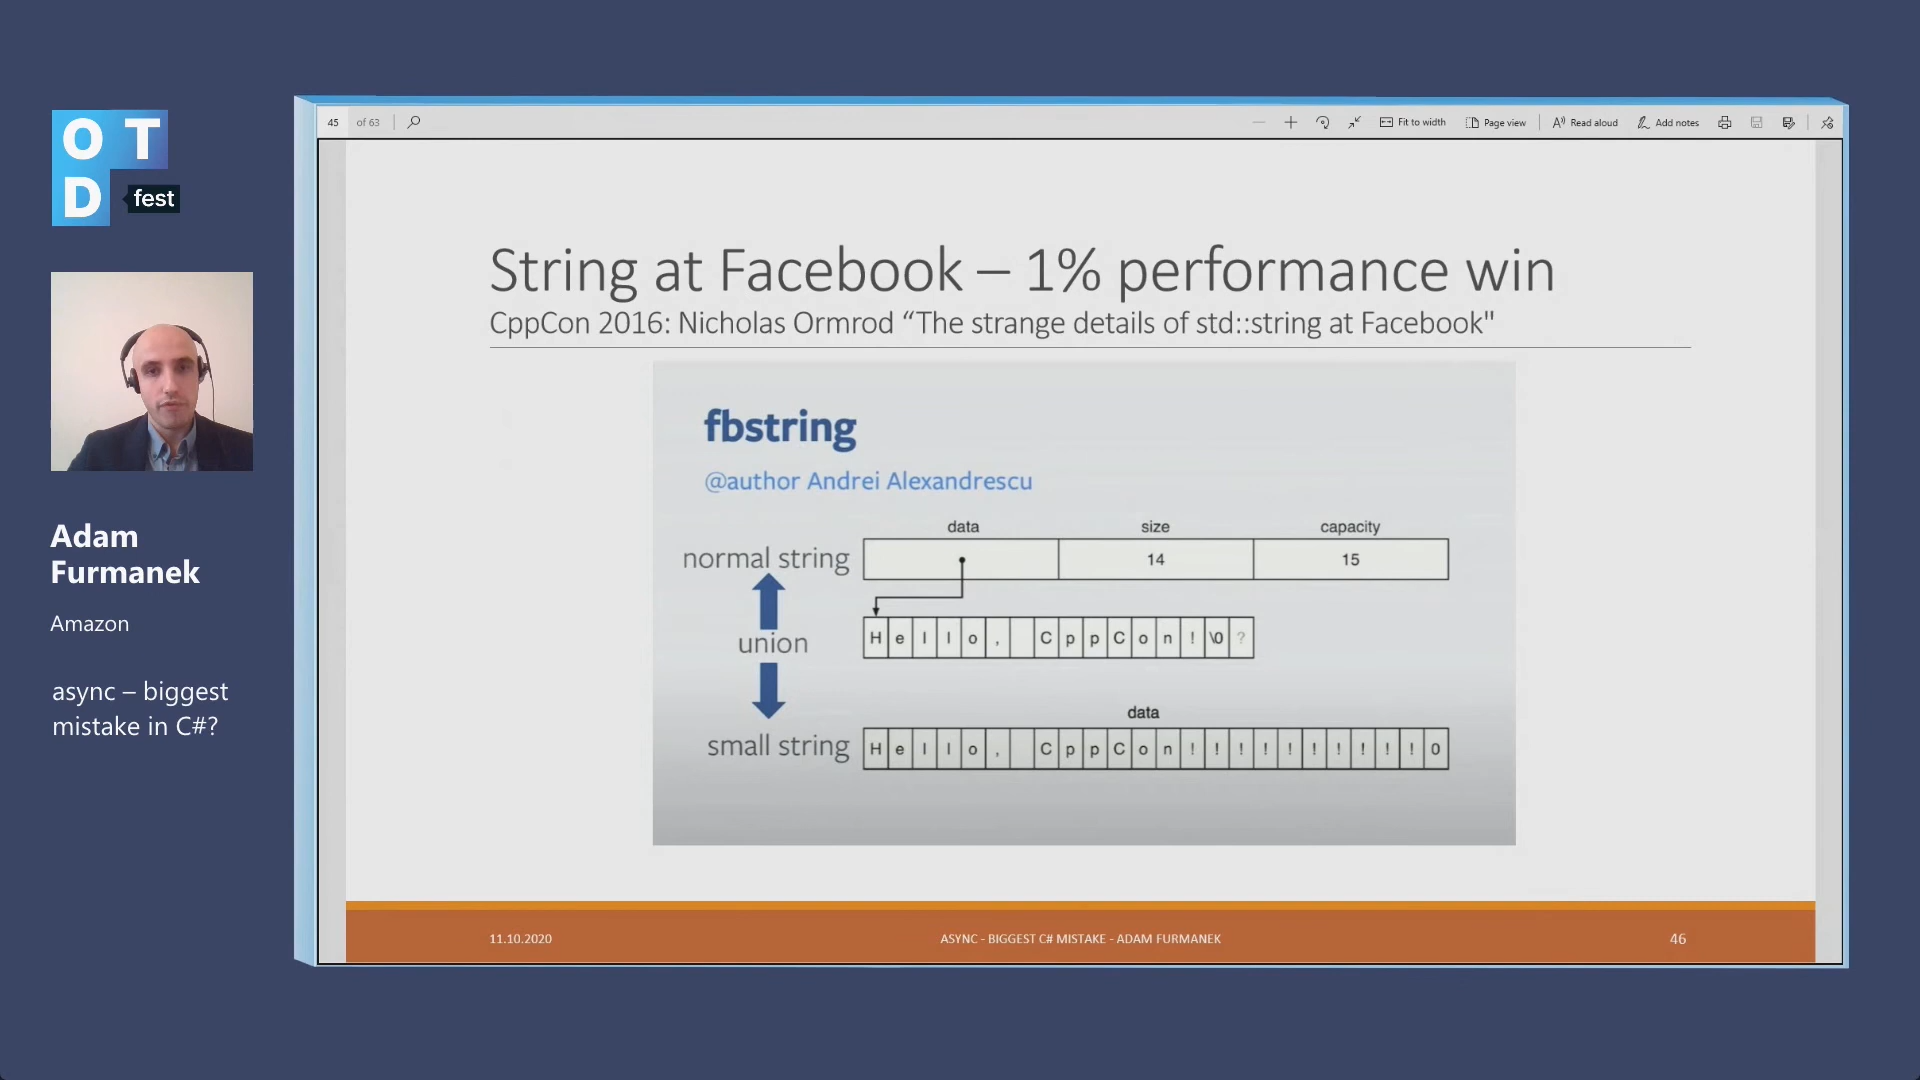 O T
D fest
Adam
Furmanek
Amazon
async – biggest
mistake in C#?
45 of 63 Fit to width Page view Read aloud Add notes
String at Facebook – 1% performance win
CppCon 2016: Nicholas Ormrod “The strange details of std::string at Facebook"
fbstring
@author Andrei Alexandrescu
data size capacity
normal string 14 15
union
H e l l o , C p p C o n ! \0 ?
data
small string H e l l o , C p p C o n ! ! ! ! ! ! ! ! ! ! 0
11.10.2020 ASYNC - BIGGEST C# MISTAKE - ADAM FURMANEK 46